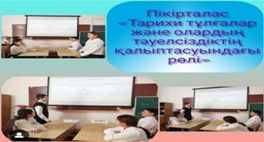 Пікірталас
«Тарихи тұлғалар
және олардың
тәуелсіздіктің
қалыптасуындағы
рөлі»